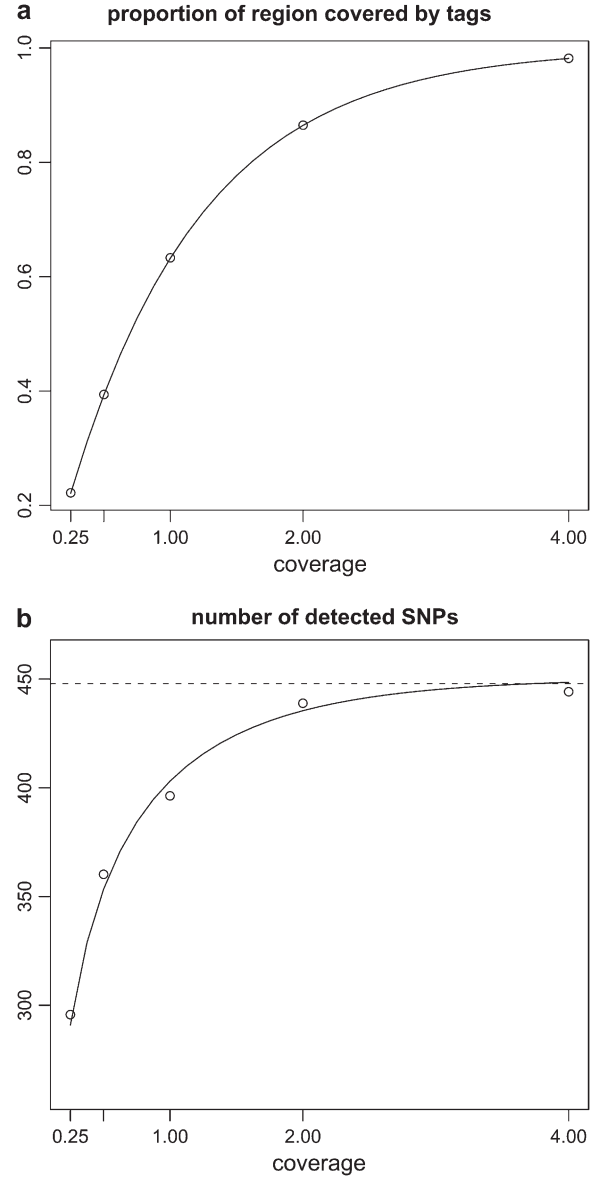 a
proportion of region covered by tags
1.0
0.8
0.6
0.4
0.2
0.25 1.00 2.00 4.00
coverage
b
number of detected SNPs
450
400
350
300
0.25 1.00 2.00 4.00
coverage